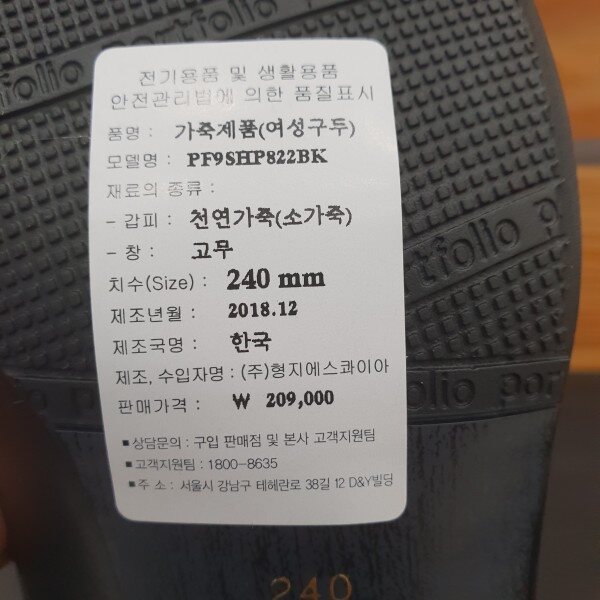 folio portfolio
전기용품 및 생활용품
안전관리법에 의한 품질표시
품명 : 가죽제품(여성구두)
모델명 : PF9SHP822BK
재료의 종류 :
- 갑피 : 천연가죽(소가죽)
- 창 : 고무
tfolio p
치수(Size) : 240 mm
제조년월 : 2018.12
제조국명 : 한국
제조, 수입자명 : (주)형지에스콰이아
판매가격 : ₩ 209,000
folio port
■상담문의 : 구입 판매점 및 본사 고객지원팀
■고객지원팀 : 1800-8635
■주 소 : 서울시 강남구 테헤란로 38길 12 D&Y빌딩
240